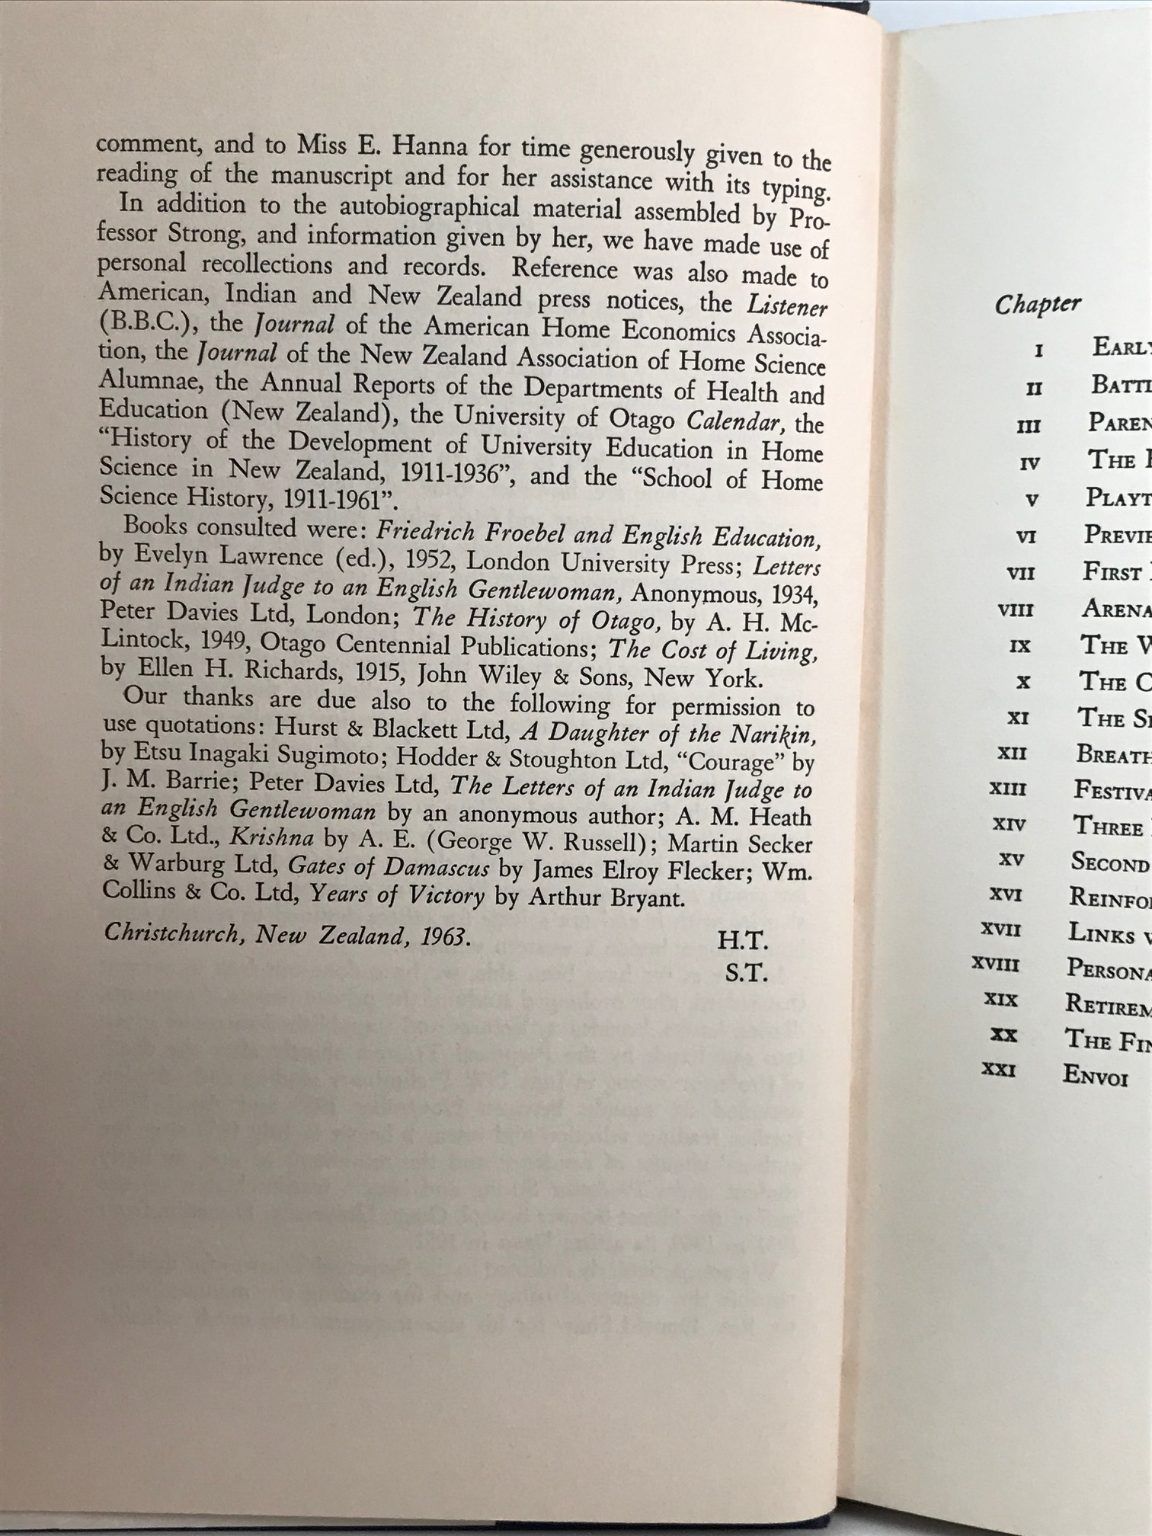 comment, and to Miss E. Hanna for time generously given to the
reading of the manuscript and for her assistance with its typing.
In addition to the autobiographical material assembled by Pro-
fessor Strong, and information given by her, we have made use of
personal recollections and records. Reference was also made to
American, Indian and New Zealand press notices, the Listener
(B.B.C.), the Journal of the American Home Economics Associa-
tion, the Journal of the New Zealand Association of Home Science
Alumnae, the Annual Reports of the Departments of Health and
Education (New Zealand), the University of Otago Calendar, the
“History of the Development of University Education in Home
Science in New Zealand, 1911-1936”, and the “School of Home
Science History, 1911-1961”.
Books consulted were: Friedrich Froebel and English Education,
by Evelyn Lawrence (ed.), 1952, London University Press; Letters
of an Indian Judge to an English Gentlewoman, Anonymous, 1934,
Peter Davies Ltd, London; The History of Otago, by A. H. Mc-
Lintock, 1949, Otago Centennial Publications; The Cost of Living,
by Ellen H. Richards, 1915, John Wiley & Sons, New York.
Our thanks are due also to the following for permission to
use quotations: Hurst & Blackett Ltd, A Daughter of the Narikin,
by Etsu Inagaki Sugimoto; Hodder & Stoughton Ltd, “Courage” by
J. M. Barrie; Peter Davies Ltd, The Letters of an Indian Judge to
an English Gentlewoman by an anonymous author; A. M. Heath
& Co. Ltd., Krishna by A. E. (George W. Russell); Martin Secker
& Warburg Ltd, Gates of Damascus by James Elroy Flecker; Wm.
Collins & Co. Ltd, Years of Victory by Arthur Bryant.
Christchurch, New Zealand, 1963. H.T.
S.T.
Chapter
I EARLY
II
III
IV THE
V
VI
VII FIRST
VIII ARENA
IX THE
X THE
XI THE
XII
XIII
XIV THREE
XV SECOND
XVI
XVII LINKS
XVIII
XIX
XX THE
XXI ENVOI